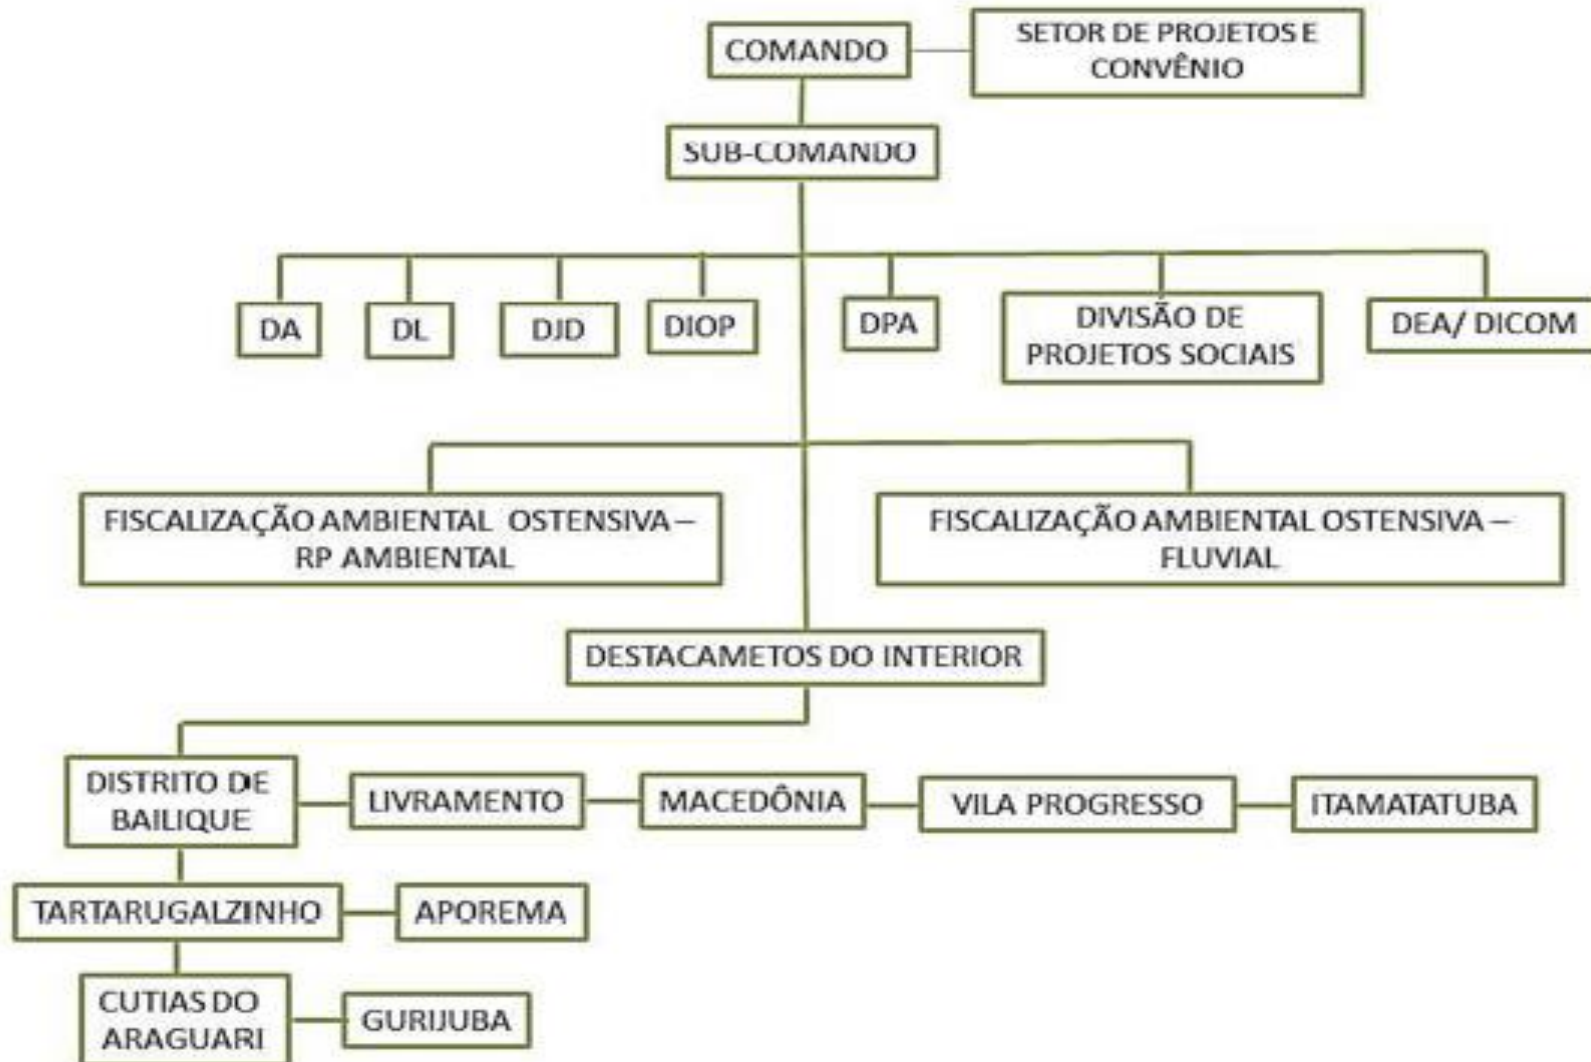 COMANDO
SETOR DE PROJETOS E
CONVÊNIO
SUB-COMANDO
DA
DL
DJD
DIOP
DPA
DIVISÃO DE
PROJETOS SOCIAIS
DEA/ DICOM
FISCALIZAÇÃO AMBIENTAL OSTENSIVA –
RP AMBIENTAL
FISCALIZAÇÃO AMBIENTAL OSTENSIVA –
FLUVIAL
DESTACAMETOS DO INTERIOR
DISTRITO DE
BAILIQUE
LIVRAMENTO
MACEDÔNIA
VILA PROGRESSO
ITAMATATUBA
TARTARUGALZINHO
APOREMA
CUTIAS DO
ARAGUARI
GURIJUBA